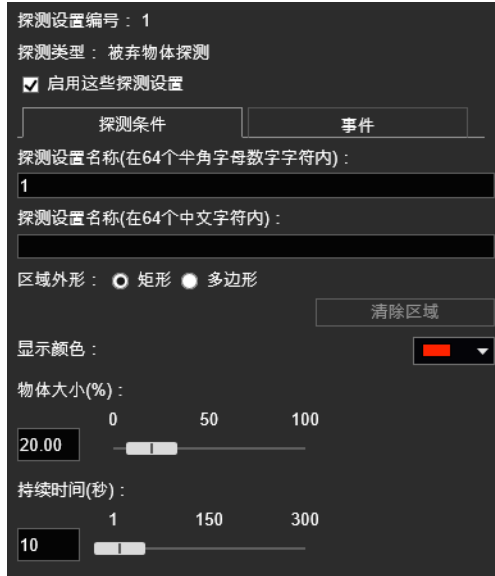 探测设置编号： 1
探测类型： 被弃物体探测
启用这些探测设置
探测条件 事件
探测设置名称(在64个半角字母数字字符内)：
1
探测设置名称(在64个中文字符内)：
区域外形： 矩形 多边形
清除区域
显示颜色：
物体大小(%)：
0 50 100
20.00
持续时间(秒)：
1 150 300
10